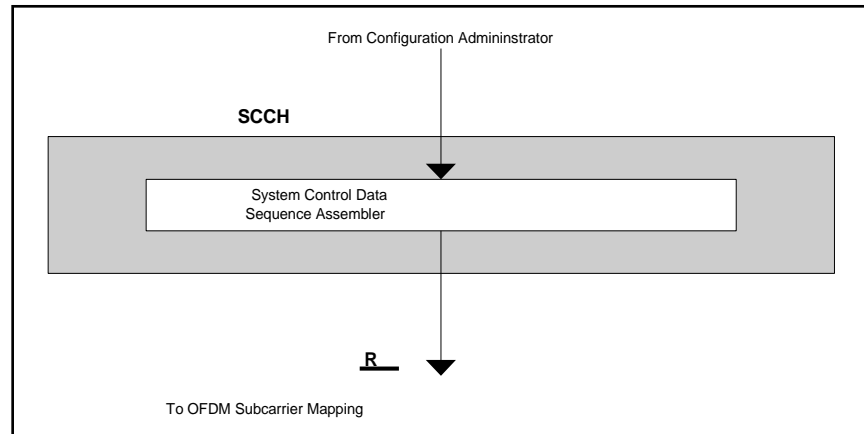 From Configuration Admininstrator
SCCH
System Control Data
Sequence Assembler
R
To OFDM Subcarrier Mapping